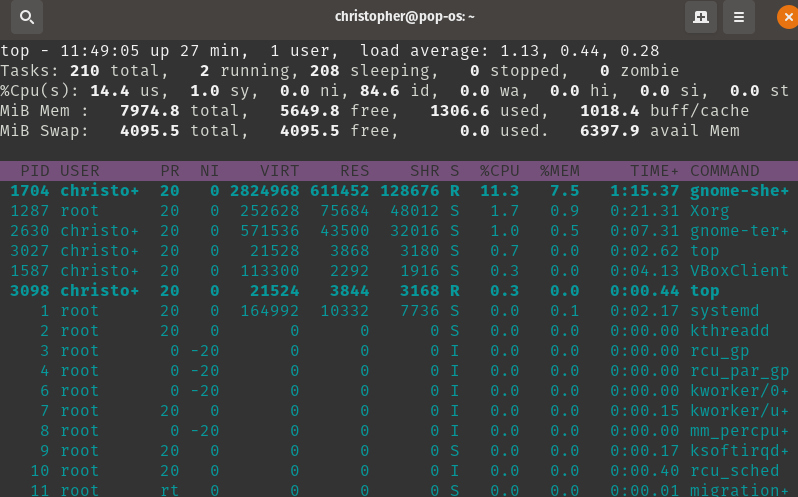 christopher@pop-os: ~
top - 11:49:05 up 27 min,  1 user,  load average: 1.13, 0.44, 0.28
Tasks: 210 total,   2 running, 208 sleeping,   0 stopped,   0 zombie
%Cpu(s): 14.4 us,  1.0 sy,  0.0 ni, 84.6 id,  0.0 wa,  0.0 hi,  0.0 si,  0.0 st
MiB Mem :   7974.8 total,   5649.8 free,   1306.6 used,   1018.4 buff/cache
MiB Swap:   4095.5 total,   4095.5 free,      0.0 used.   6397.9 avail Mem
PID USER      PR  NI    VIRT    RES    SHR S  %CPU  %MEM     TIME+ COMMAND
1704 christo+  20   0 2824968 611452 128676 R  11.3   7.5   1:15.37 gnome-she+
1287 root      20   0  252628  75684  48012 S   1.7   0.9   0:21.31 Xorg
2630 christo+  20   0  571536  43500  32016 S   1.0   0.5   0:07.31 gnome-ter+
3027 christo+  20   0   21528   3868   3180 S   0.7   0.0   0:02.62 top
1587 christo+  20   0  113300   2292   1916 S   0.3   0.0   0:04.13 VBoxClient
3098 christo+  20   0   21524   3844   3168 R   0.3   0.0   0:00.44 top
1 root      20   0  164992  10332   7736 S   0.0   0.1   0:02.17 systemd
2 root      20   0       0      0      0 S   0.0   0.0   0:00.00 kthreadd
3 root       0 -20       0      0      0 I   0.0   0.0   0:00.00 rcu_gp
4 root       0 -20       0      0      0 I   0.0   0.0   0:00.00 rcu_par_gp
6 root       0 -20       0      0      0 I   0.0   0.0   0:00.00 kworker/0+
7 root      20   0       0      0      0 I   0.0   0.0   0:00.15 kworker/u+
8 root       0 -20       0      0      0 I   0.0   0.0   0:00.00 mm_percpu+
9 root      20   0       0      0      0 S   0.0   0.0   0:00.17 ksoftirqd+
10 root      20   0       0      0      0 I   0.0   0.0   0:00.40 rcu_sched
11 root      rt   0       0      0      0 S   0.0   0.0   0:00.01 migration+